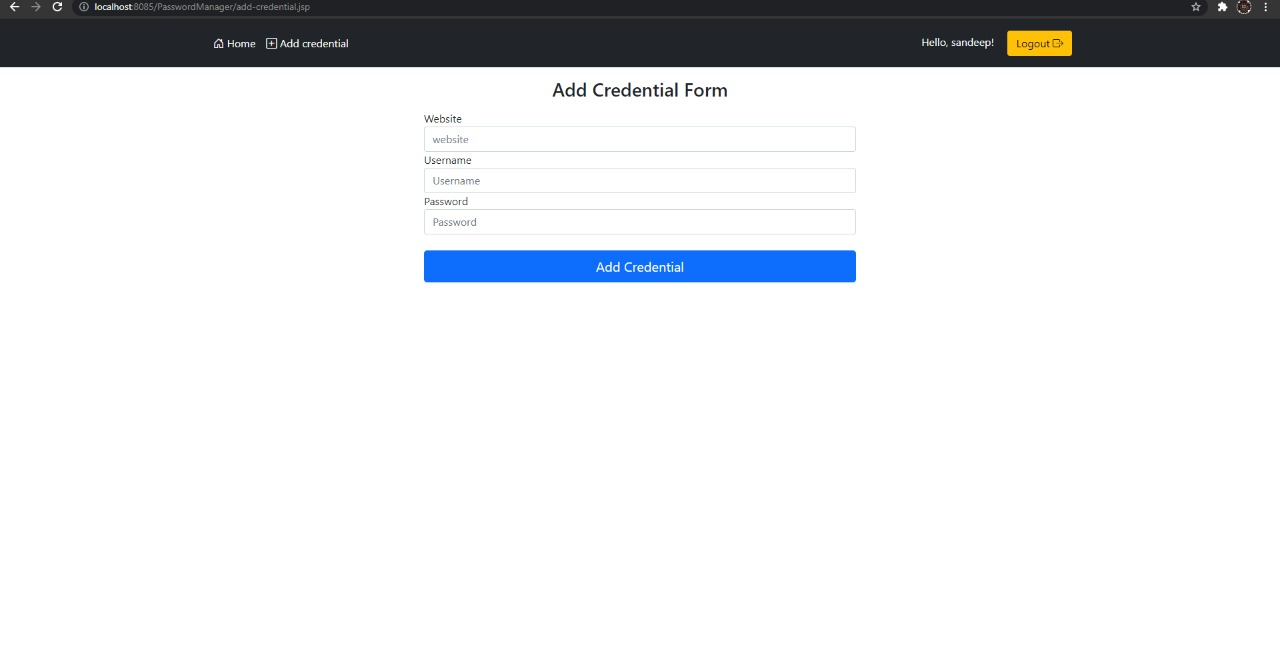 localhost:8085/PasswordManager/add-credential.jsp
Home Add credential Hello, sandeep! Logout
Add Credential Form
Website
website
Username
Username
Password
Password
Add Credential